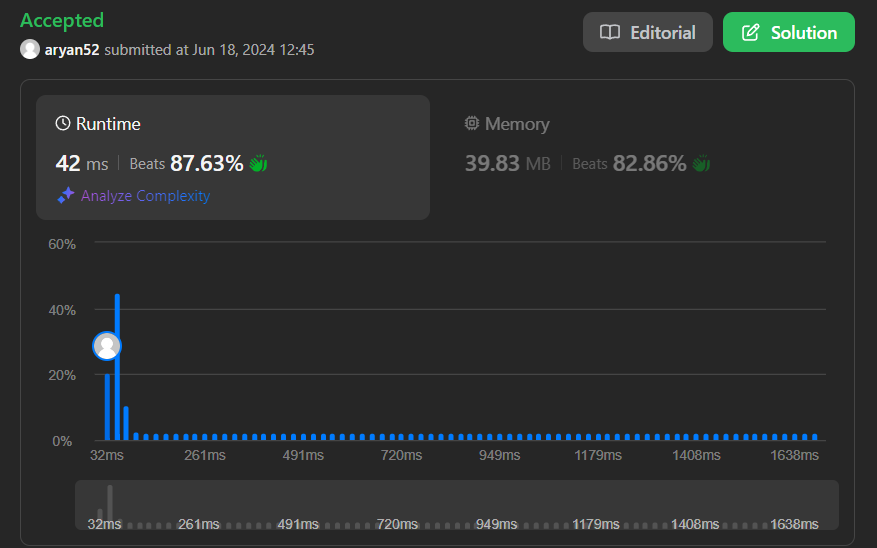 Accepted
aryan52 submitted at Jun 18, 2024 12:45
Editorial
Solution
Runtime
42 ms | Beats 87.63%
Analyze Complexity
Memory
39.83 MB | Beats 82.86%
60%
40%
20%
0%
32ms 261ms 491ms 720ms 949ms 1179ms 1408ms 1638ms
32ms 261ms 491ms 720ms 949ms 1179ms 1408ms 1638ms